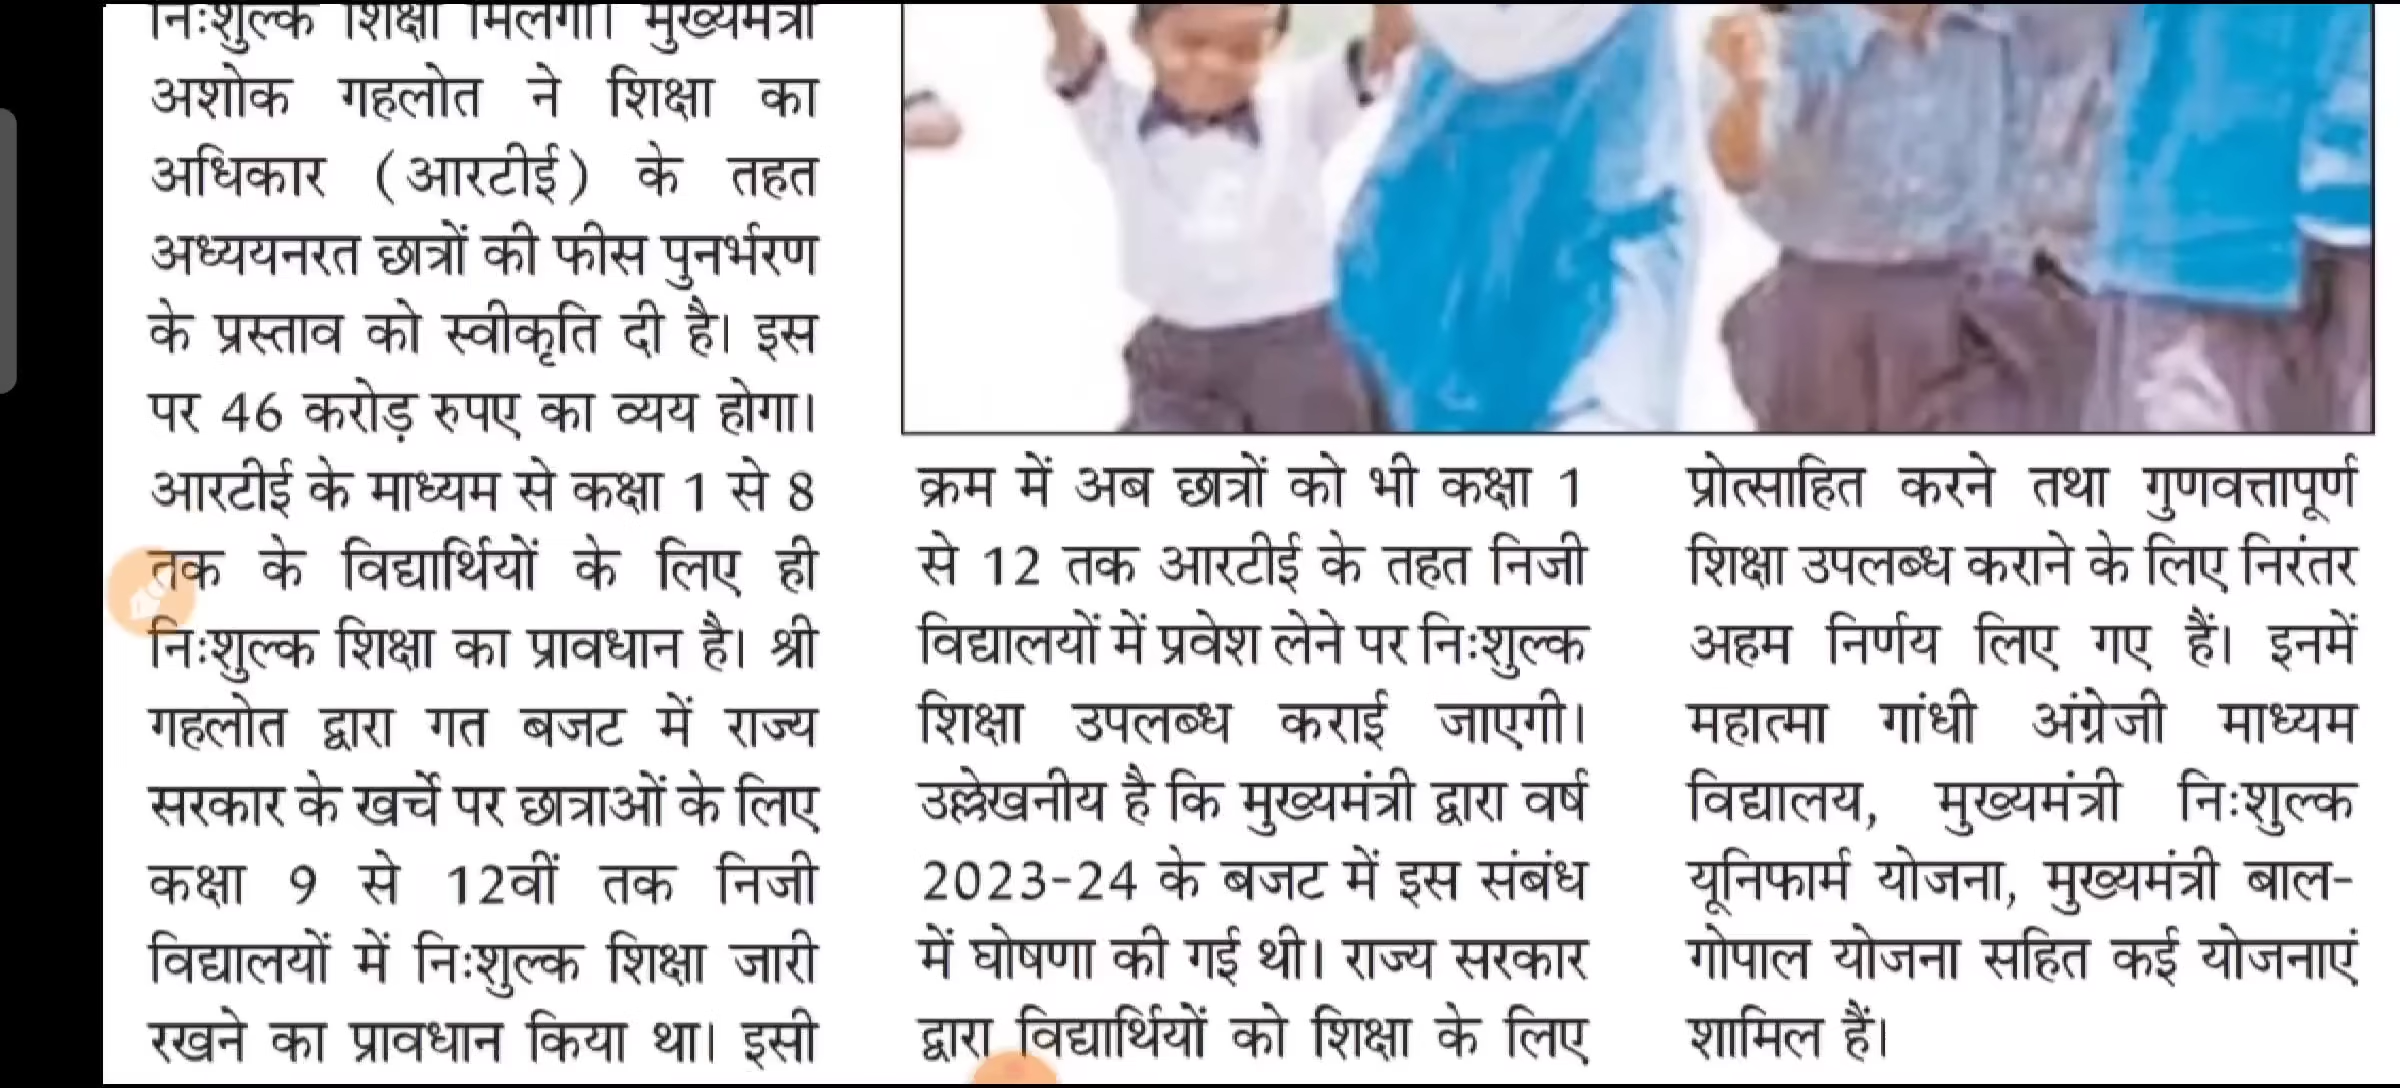 निःशुल्क शिक्षा मिलेगी। मुख्यमंत्री
अशोक गहलोत ने शिक्षा का
अधिकार (आरटीई) के तहत
अध्ययनरत छात्रों की फीस पुनर्भरण
के प्रस्ताव को स्वीकृति दी है। इस
पर 46 करोड़ रुपए का व्यय होगा।
आरटीई के माध्यम से कक्षा 1 से 8
तक के विद्यार्थियों के लिए ही
निःशुल्क शिक्षा का प्रावधान है। श्री
गहलोत द्वारा गत बजट में राज्य
सरकार के खर्चे पर छात्राओं के लिए
कक्षा 9 से 12वीं तक निजी
विद्यालयों में निःशुल्क शिक्षा जारी
रखने का प्रावधान किया था। इसी
क्रम में अब छात्रों को भी कक्षा 1
से 12 तक आरटीई के तहत निजी
विद्यालयों में प्रवेश लेने पर निःशुल्क
शिक्षा उपलब्ध कराई जाएगी।
उल्लेखनीय है कि मुख्यमंत्री द्वारा वर्ष
2023-24 के बजट में इस संबंध
में घोषणा की गई थी। राज्य सरकार
द्वारा विद्यार्थियों को शिक्षा के लिए
प्रोत्साहित करने तथा गुणवत्तापूर्ण
शिक्षा उपलब्ध कराने के लिए निरंतर
अहम निर्णय लिए गए हैं। इनमें
महात्मा गांधी अंग्रेजी माध्यम
विद्यालय, मुख्यमंत्री निःशुल्क
यूनिफार्म योजना, मुख्यमंत्री बाल-
गोपाल योजना सहित कई योजनाएं
शामिल हैं।